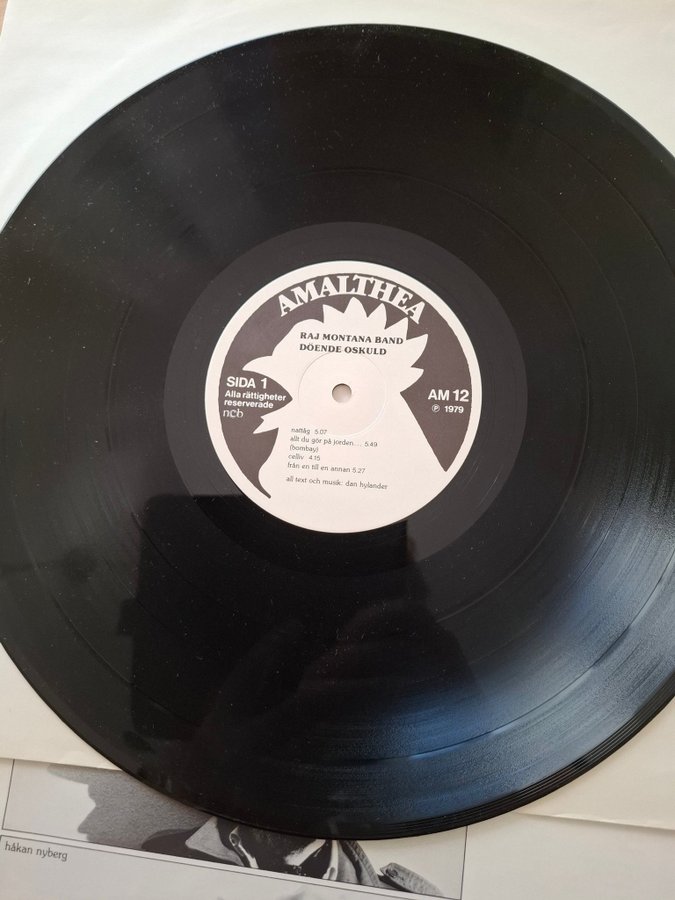 AMALTHEA
RAJ MONTANA BAND
DÖENDE OSKULD
SIDA 1
Alla rättigheter
reserverade
ncb
AM 12
Ⓟ 1979
nattåg 5.07
allt du gör på jorden... 5.49
(bombay)
celliv 4.15
från en till en annan 5.27
all text och musik: dan hylander
håkan nyberg